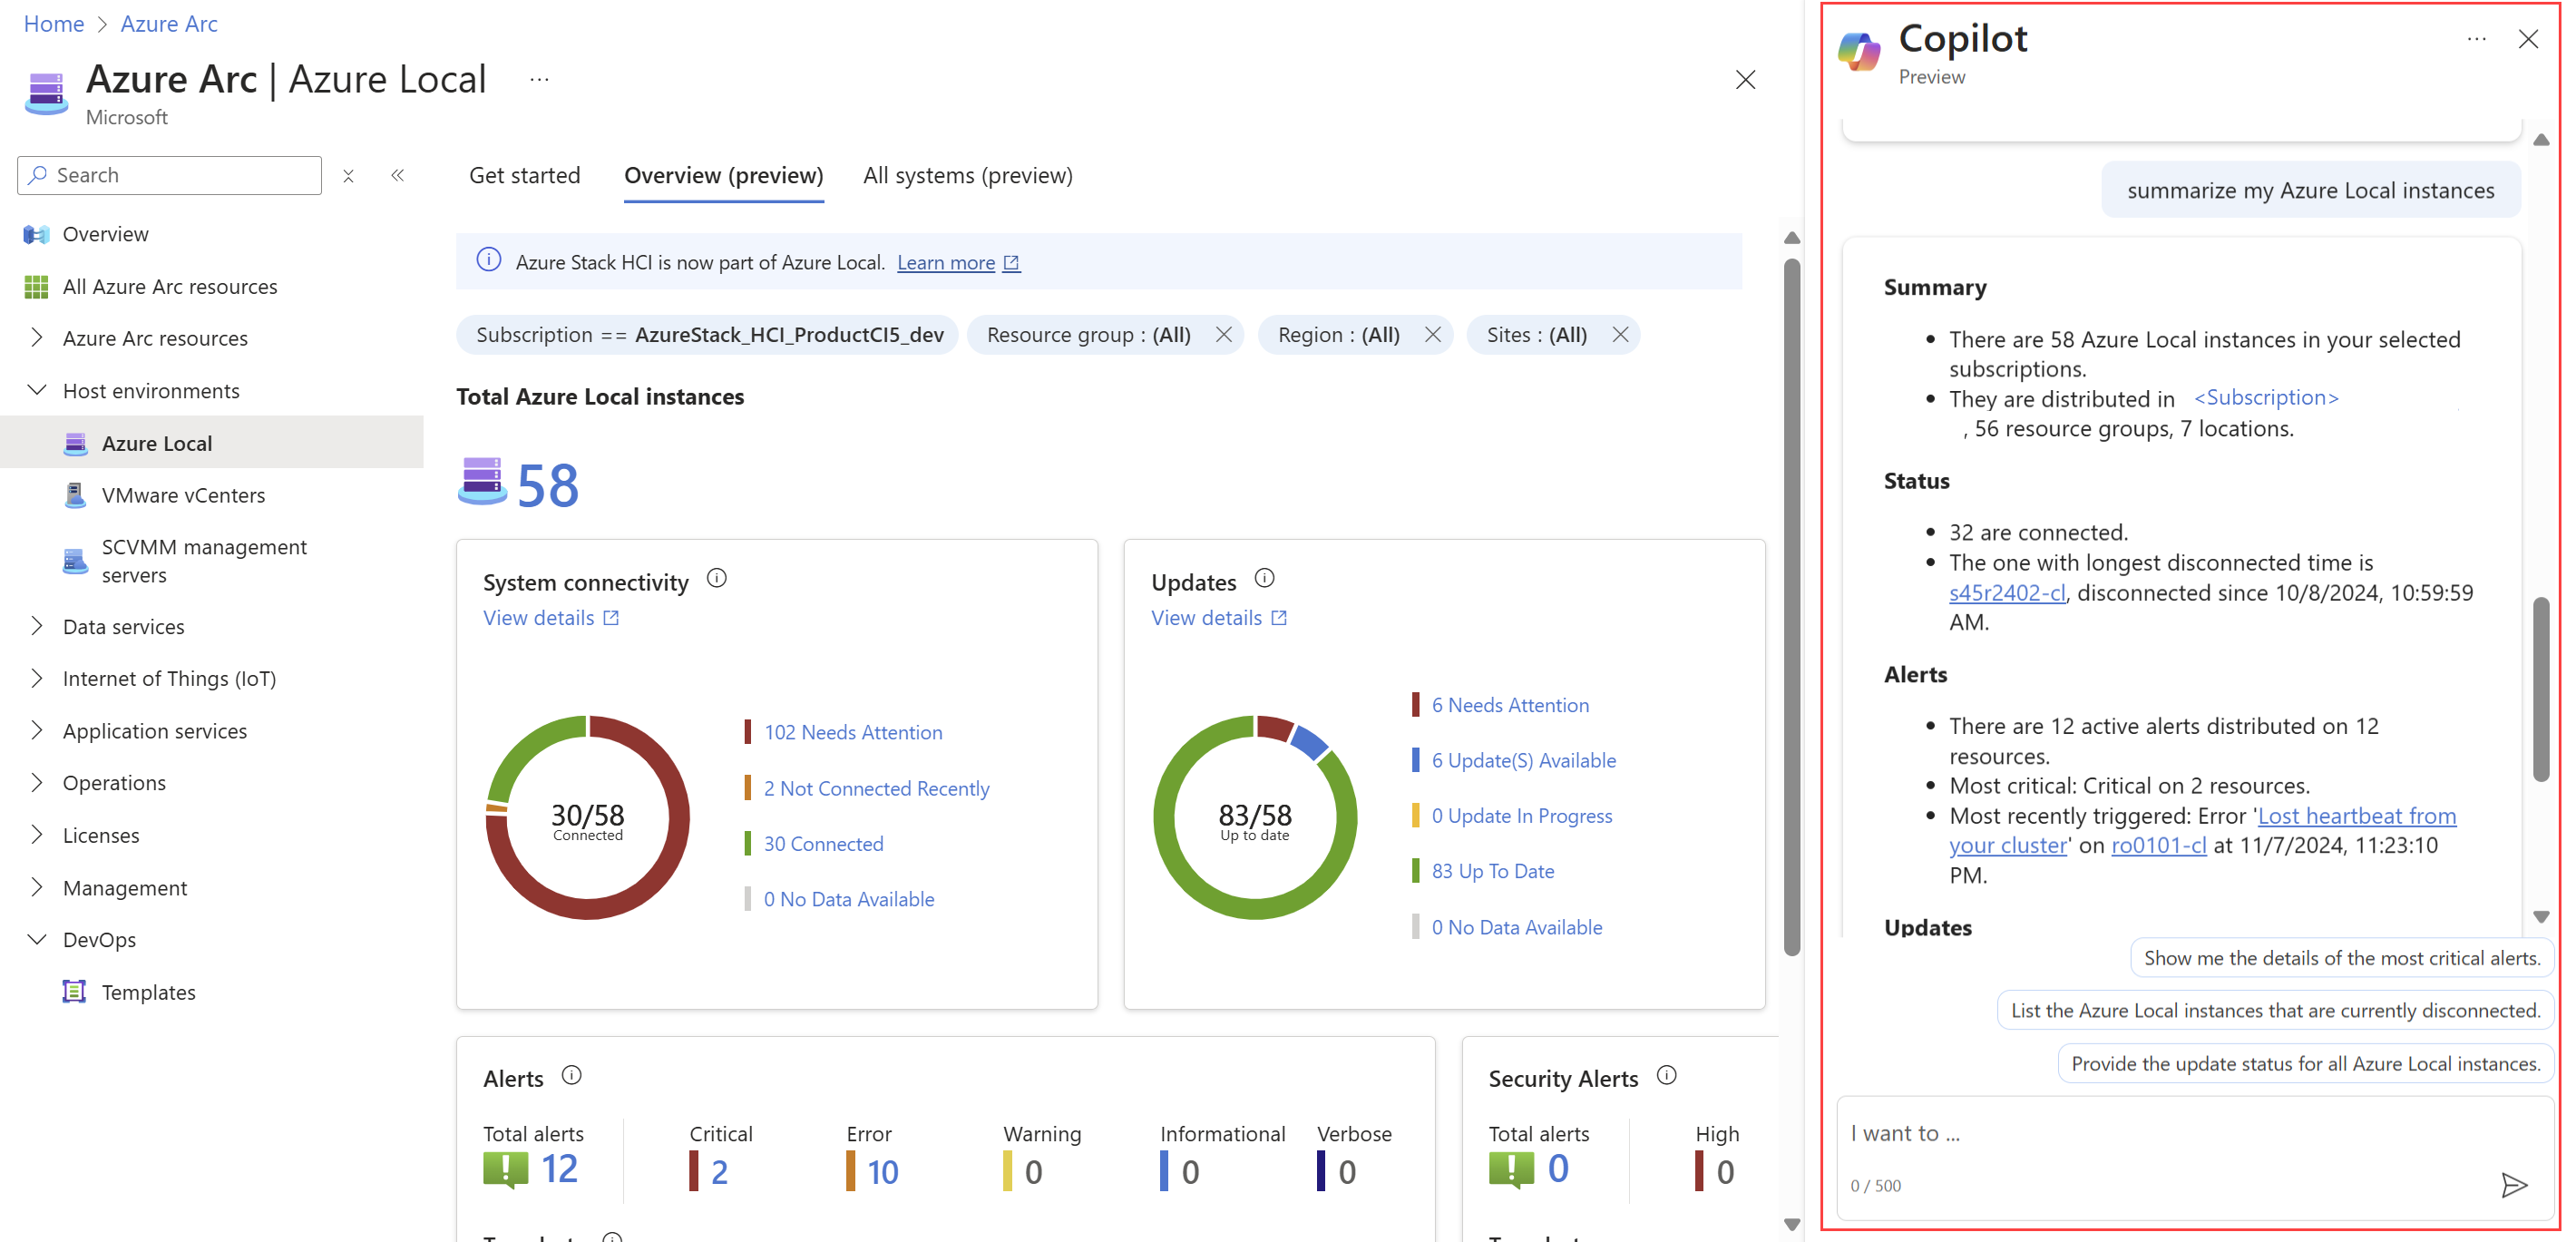 Home > Azure Arc
Azure Arc | Azure Local ...
Microsoft
Search
Overview
All Azure Arc resources
Azure Arc resources
Host environments
Azure Local
VMware vCenters
SCVMM management
servers
Data services
Internet of Things (IoT)
Application services
Operations
Licenses
Management
DevOps
Templates
Get started Overview (preview) All systems (preview)
Azure Stack HCI is now part of Azure Local. Learn more
Subscription == AzureStack_HCI_ProductCI5_dev Resource group : (All) Region : (All) Sites : (All)
Total Azure Local instances
58
System connectivity
View details
30/58
Connected
102 Needs Attention
2 Not Connected Recently
30 Connected
0 No Data Available
Updates
View details
83/58
Up to date
6 Needs Attention
6 Update(S) Available
0 Update In Progress
83 Up To Date
0 No Data Available
Alerts
Total alerts Critical Error Warning Informational Verbose
12 2 10 0 0 0
Security Alerts
Total alerts High
0 0
Copilot
Preview
summarize my Azure Local instances
Summary
• There are 58 Azure Local instances in your selected
subscriptions.
• They are distributed in <Subscription>
, 56 resource groups, 7 locations.
Status
• 32 are connected.
• The one with longest disconnected time is
s45r2402-cl, disconnected since 10/8/2024, 10:59:59
AM.
Alerts
• There are 12 active alerts distributed on 12
resources.
• Most critical: Critical on 2 resources.
• Most recently triggered: Error 'Lost heartbeat from
your cluster' on ro0101-cl at 11/7/2024, 11:23:10
PM.
Updates
Show me the details of the most critical alerts.
List the Azure Local instances that are currently disconnected.
Provide the update status for all Azure Local instances.
I want to ...
0 / 500